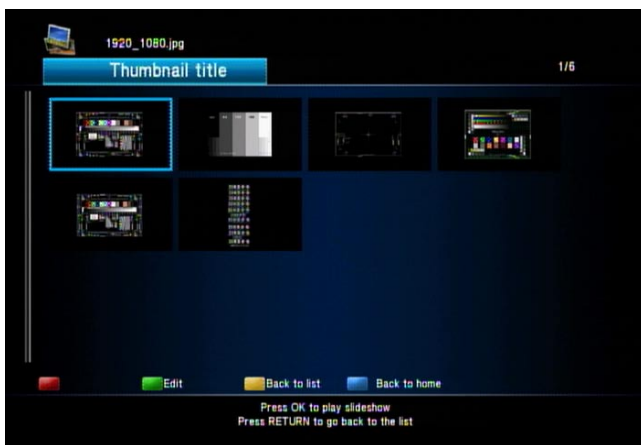 1920_1080.jpg
Thumbnail title
1/6
Edit
Back to list
Back to home
Press OK to play slideshow
Press RETURN to go back to the list